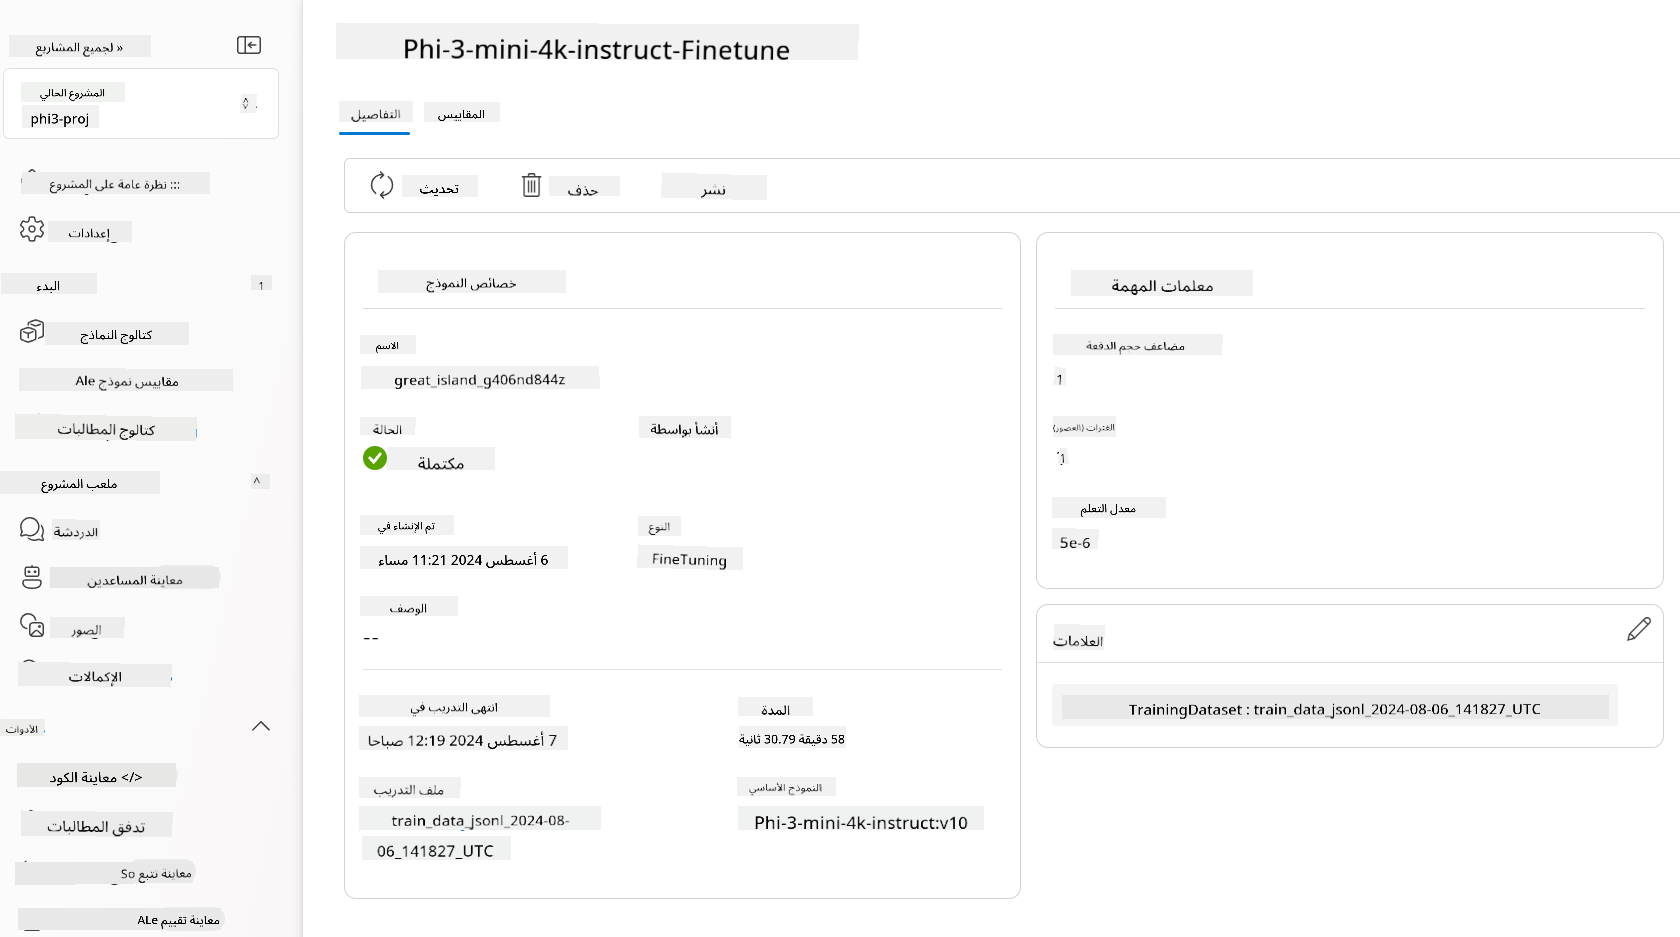 « لجميع المشاريع
المشروع الحالي
phi3-proj
::: نظرة عامة على المشروع
إعدادات
البدء
1
كتالوج النماذج
مقاييس نموذج Ale
كتالوج المطالبات
ملعب المشروع
^
الدردشة
معاينة المساعدين
الصور
الإكمالات
الأدوات
</> معاينة الكود
تدفق المطالبات
معاينة تتبع So
معاينة تقييم ALe
Phi-3-mini-4k-instruct-Finetune
التفاصيل
المقاييس
تحديث
حذف
نشر
خصائص النموذج
الاسم
great_island_g406nd844z
الحالة
أنشأ بواسطة
مكتملة
تم الإنشاء في
النوع
6 أغسطس 2024 11:21 مساء
FineTuning
الوصف
--
انتهى التدريب في
المدة
7 أغسطس 2024 12:19 صباحا
58 دقيقة 30.79 ثانية
ملف التدريب
النموذج الأساسي
train_data_jsonl_2024-08-
06_141827_UTC
Phi-3-mini-4k-instruct:v10
معلمات المهمة
مضاعف حجم الدفعة
1
الفترات (العصور)
1
معدل التعلم
5e-6
العلامات
TrainingDataset : train_data_jsonl_2024-08-06_141827_UTC